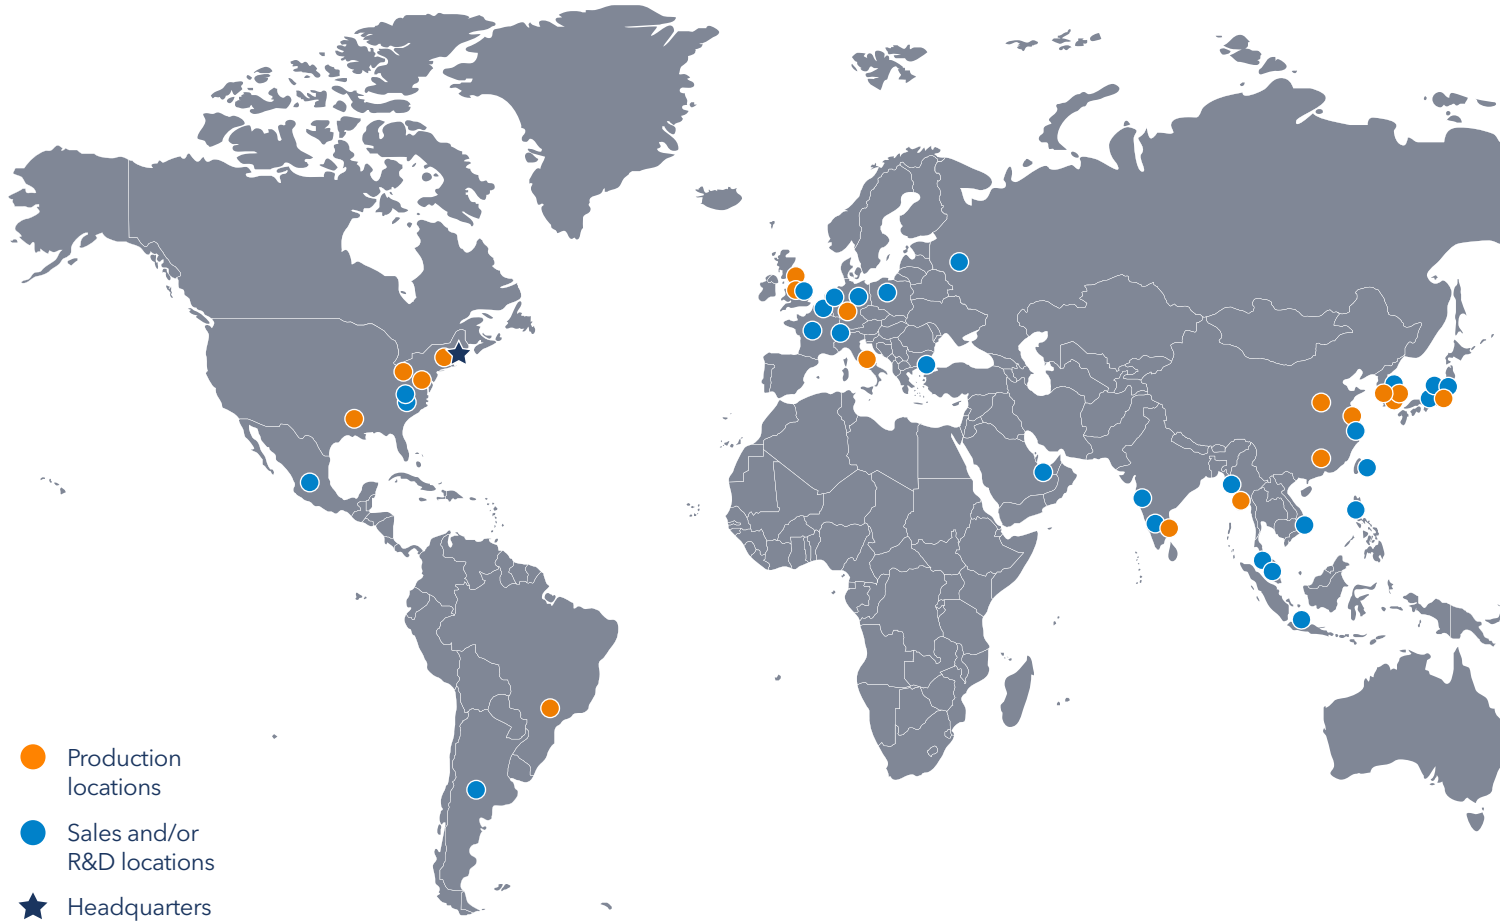 Production
locations
Sales and/or
R&D locations
Headquarters